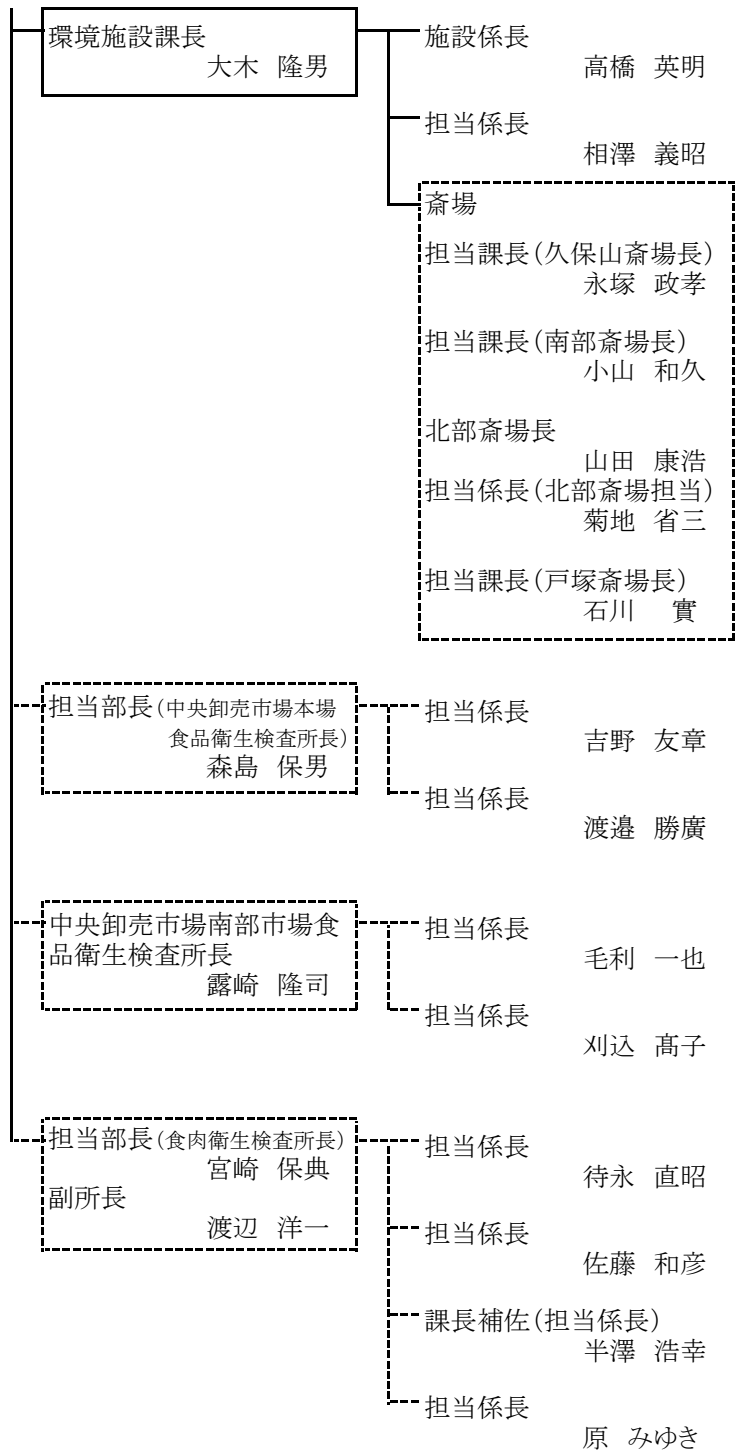 環境施設課長
大木 隆男
施設係長
高橋 英明
担当係長
相澤 義昭
斎場
担当課長(久保山斎場長)
永塚 政孝
担当課長(南部斎場長)
小山 和久
北部斎場長
山田 康浩
担当係長(北部斎場担当)
菊地 省三
担当課長(戸塚斎場長)
石川 實
担当部長(中央卸売市場本場
食品衛生検査所長)
森島 保男
担当係長
吉野 友章
担当係長
渡邉 勝廣
中央卸売市場南部市場食
品衛生検査所長
露崎 隆司
担当係長
毛利 一也
担当係長
刈込 髙子
担当部長(食肉衛生検査所長)
宮崎 保典
副所長
渡辺 洋一
担当係長
待永 直昭
担当係長
佐藤 和彦
課長補佐(担当係長)
半澤 浩幸
担当係長
原 みゆき